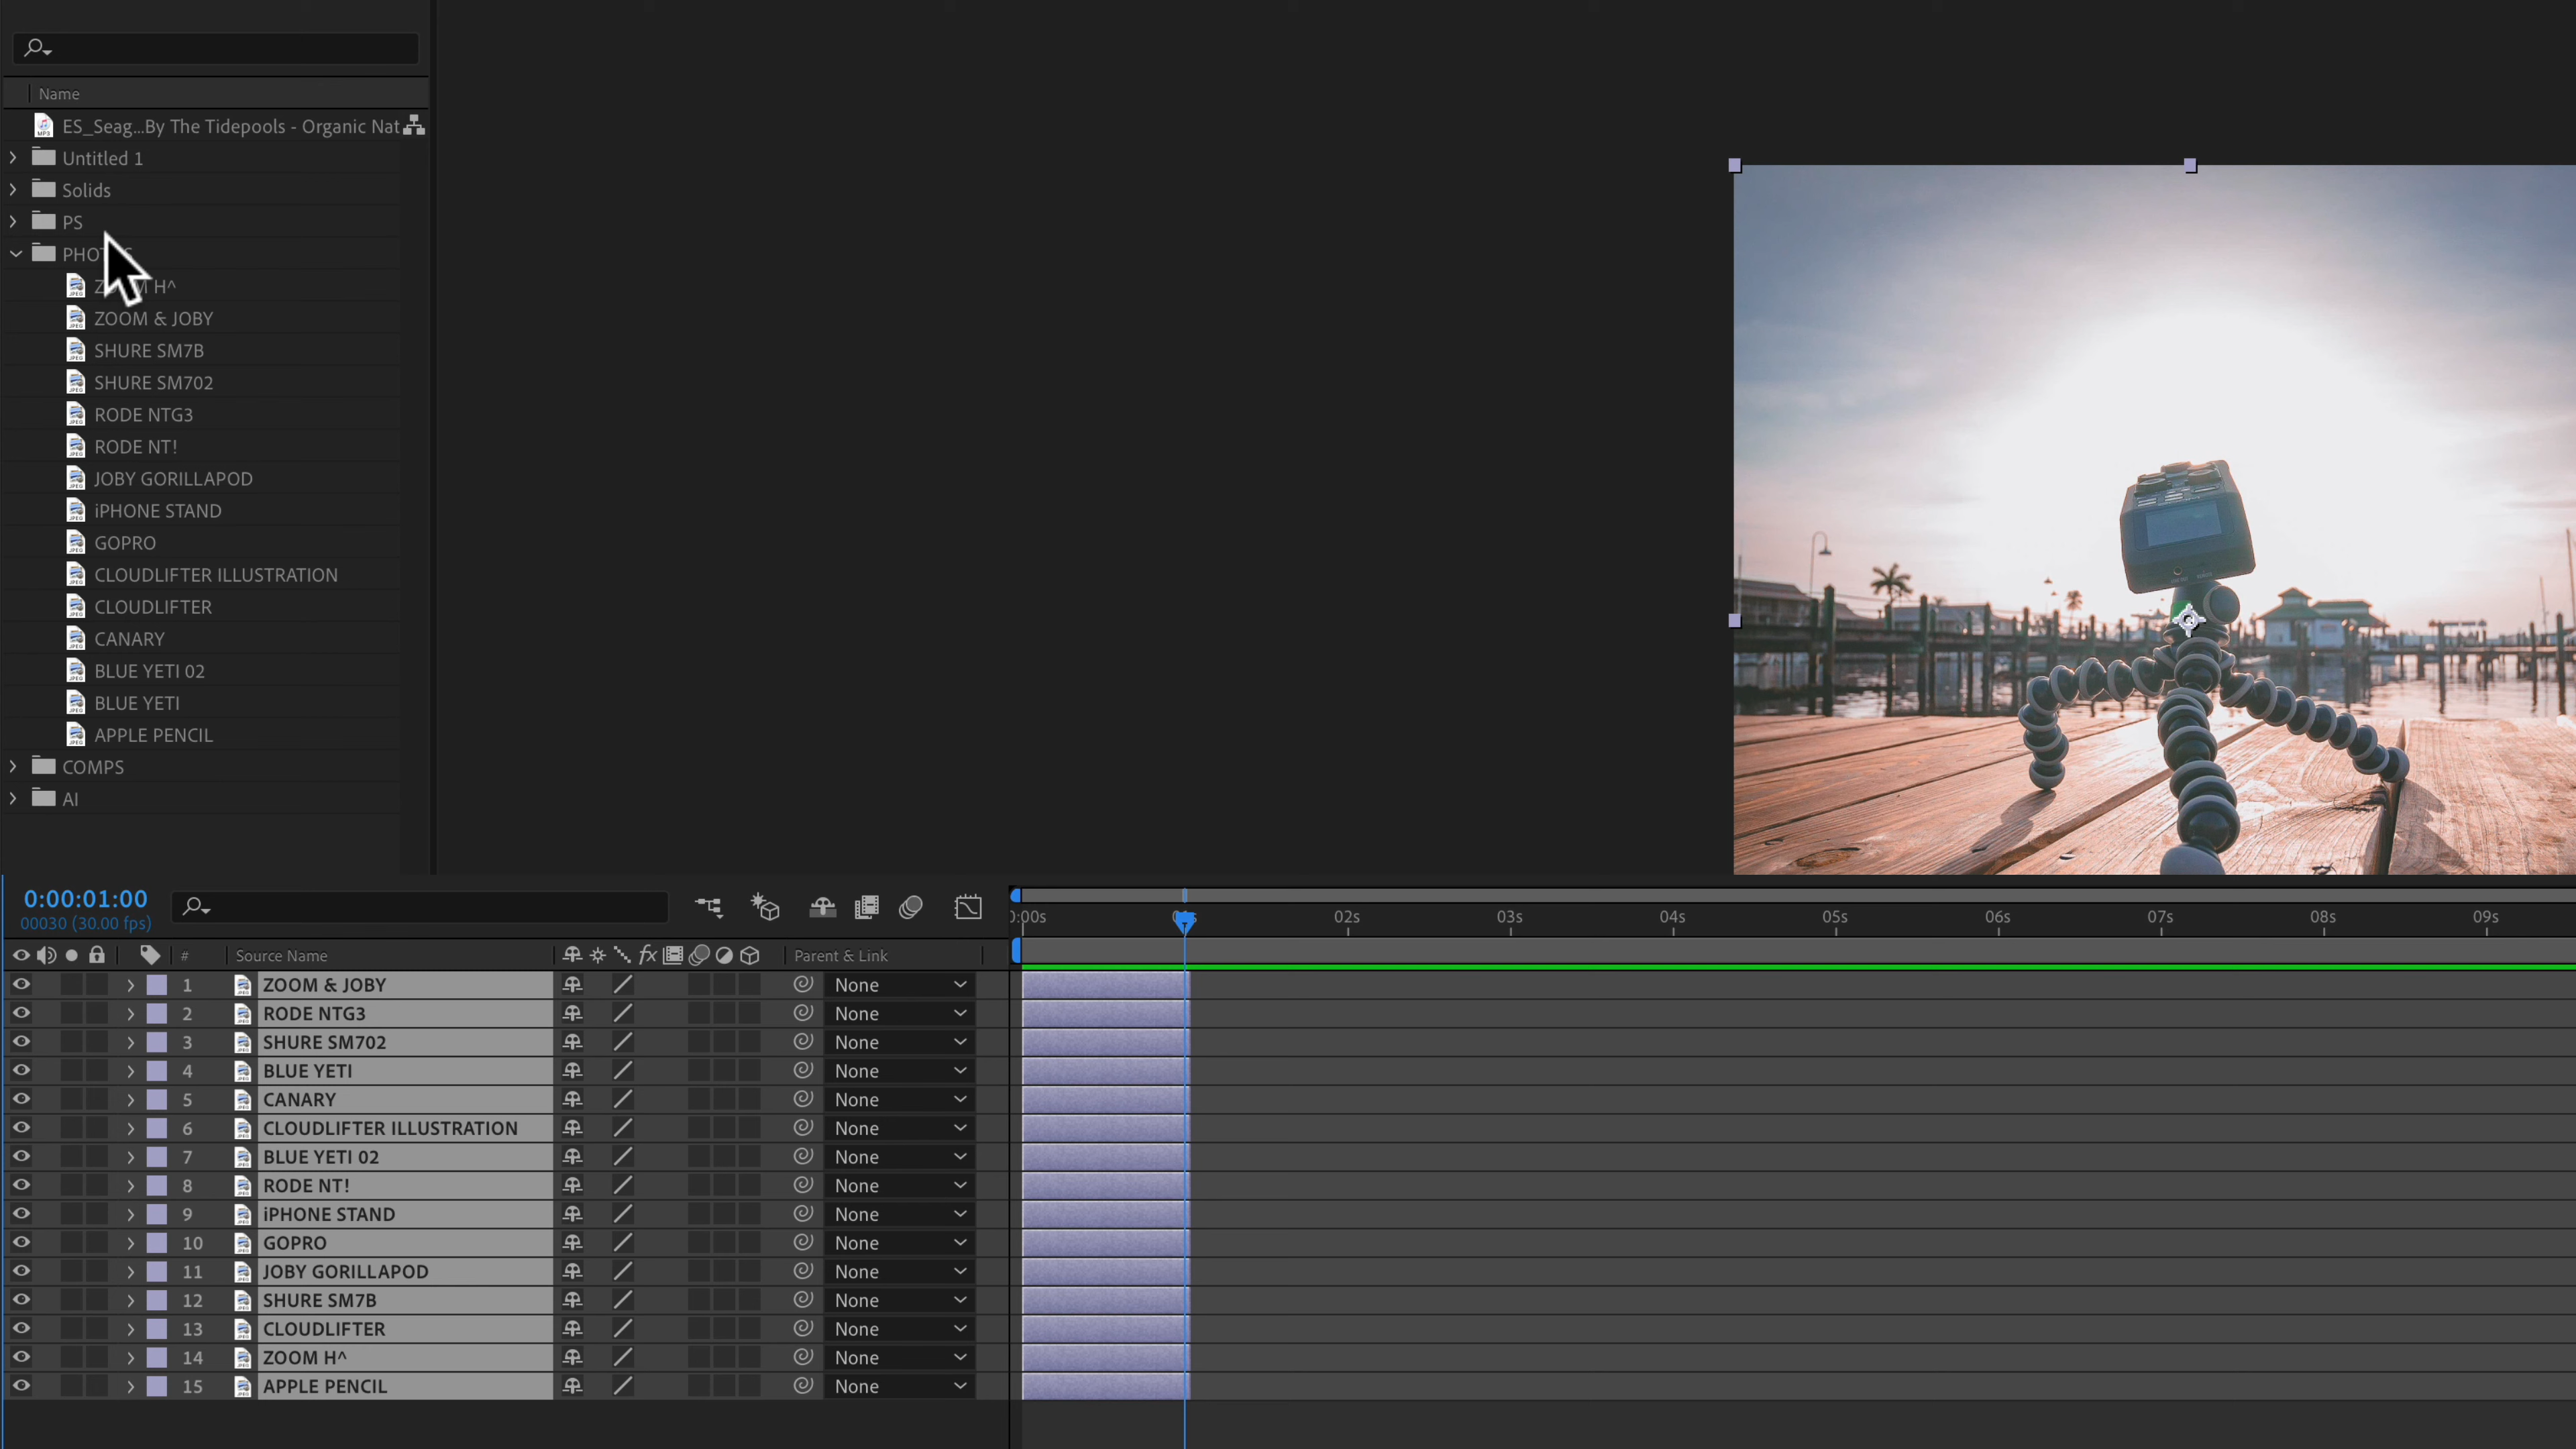 Name
ES_Seag...By The Tidepools - Organic Nat
Untitled 1
Solids
PS
ZOOM & JOBY
SHURE SM7B
SHURE SM702
RODE NTG3
RODE NT!
JOBY GORILLAPOD
iPHONE STAND
GOPRO
CLOUDLIFTER ILLUSTRATION
CLOUDLIFTER
CANARY
BLUE YETI 02
BLUE YETI
APPLE PENCIL
COMPS
AI
0:00:01:00
00030 (30.00 fps)
0:00s 02s 03s 04s 05s 06s 07s 08s 09s
# Source Name fx Parent & Link
1 ZOOM & JOBY None
2 RODE NTG3 None
3 SHURE SM702 None
4 BLUE YETI None
5 CANARY None
6 CLOUDLIFTER ILLUSTRATION None
7 BLUE YETI 02 None
8 RODE NT! None
9 iPHONE STAND None
10 GOPRO None
11 JOBY GORILLAPOD None
12 SHURE SM7B None
13 CLOUDLIFTER None
14 ZOOM H^ None
15 APPLE PENCIL None